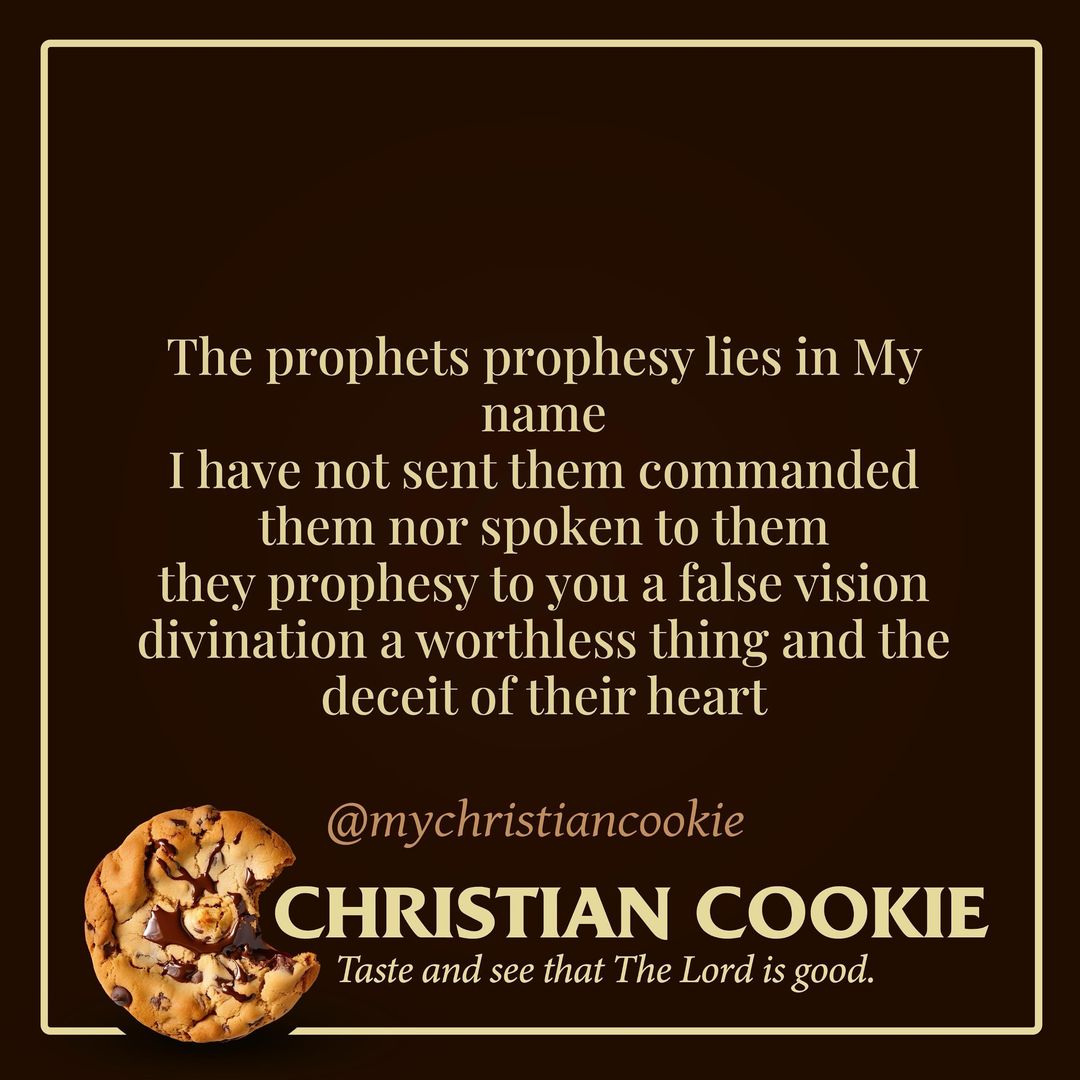 The prophets prophesy lies in My
name
I have not sent them commanded
them nor spoken to them
they prophesy to you a false vision
divination a worthless thing and the
deceit of their heart
@mychristiancookie
CHRISTIAN COOKIE
Taste and see that The Lord is good.